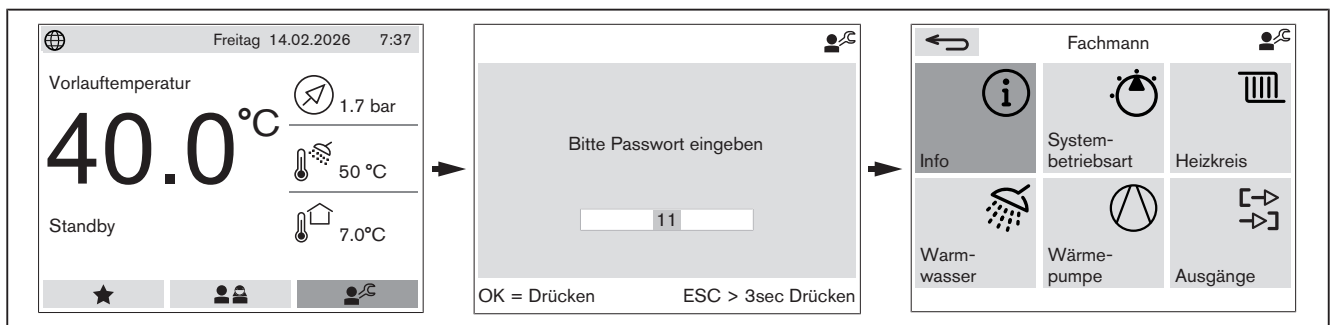 Freitag 14.02.2026 7:37
Vorlauftemperatur
40.0°C
Standby
1.7 bar
50 °C
7.0°C
Bitte Passwort eingeben
11
OK = Drücken ESC > 3sec Drücken
Fachmann
Info
System-
betriebsart
Heizkreis
Warm-
wasser
Wärme-
pumpe
Ausgänge